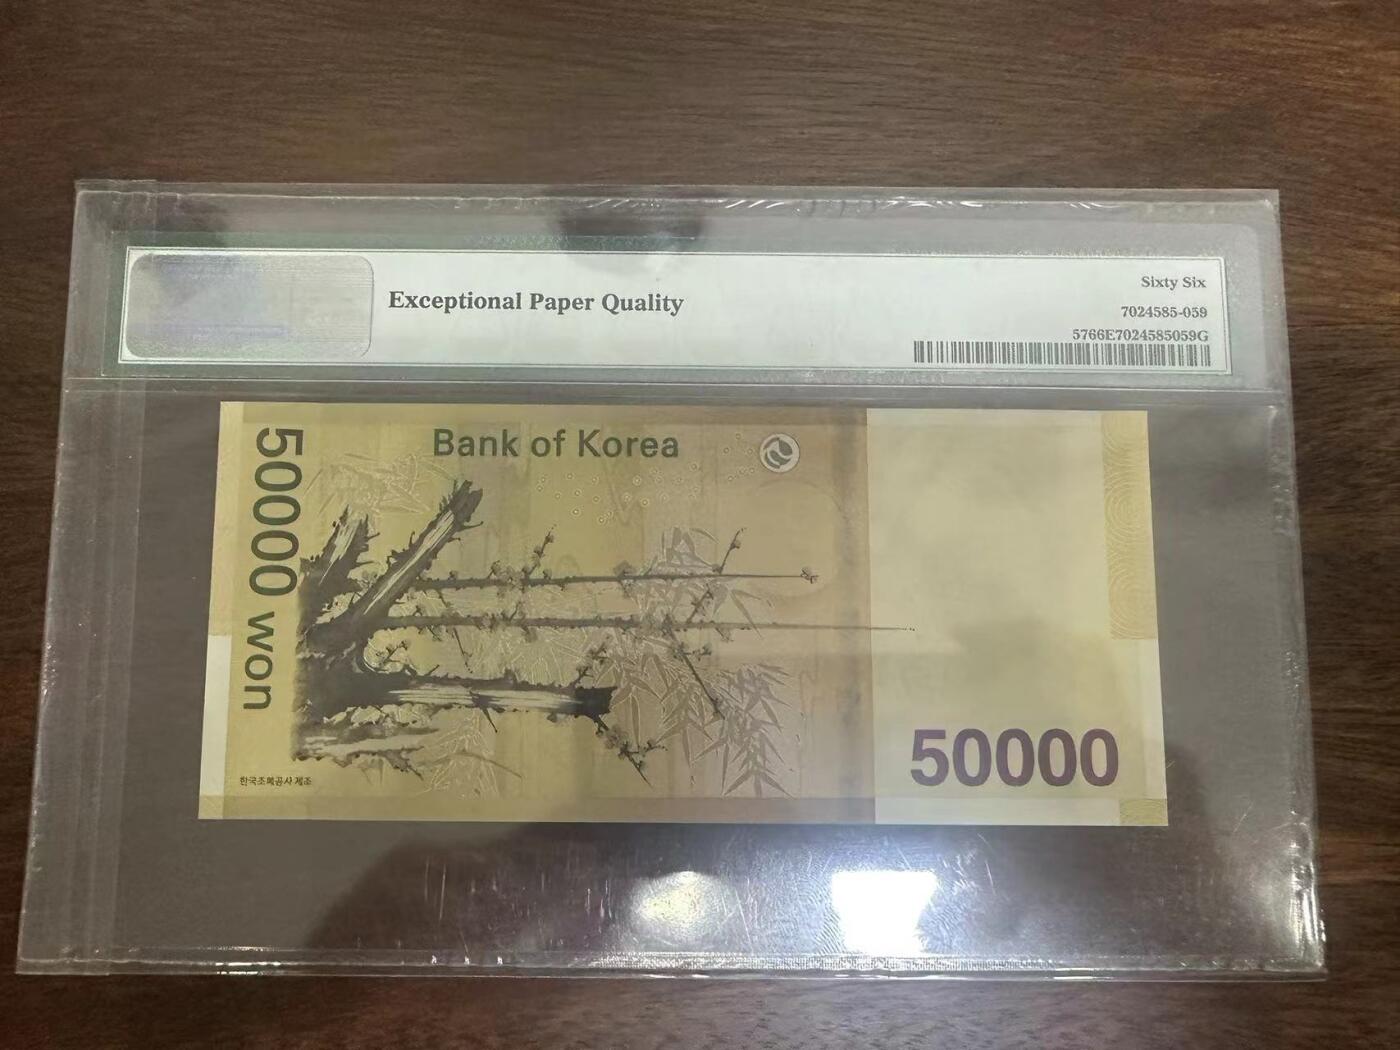 Exceptional Paper Quality
Sixty Six
7024585-059
5766E7024585059G
50000 won
Bank of Korea
50000
한국조폐공사 제조